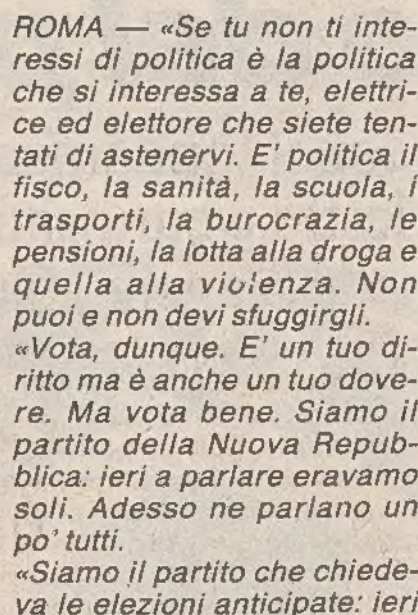 ROMA — «Se tu non ti inte-
ressi di politica è la politica
che si interessa a te, elettri-
ce ed elettore che siete ten-
tati di astenervi. E' politica il
fisco, la sanità, la scuola, i
trasporti, la burocrazia, le
pensioni, la lotta alla droga e
quella alla violenza. Non
puoi e non devi sfuggirgli.
«Vota, dunque. E' un tuo di-
ritto ma è anche un tuo dove-
re. Ma vota bene. Siamo il
partito della Nuova Repub-
blica: ieri a parlare eravamo
soli. Adesso ne parlano un
po' tutti.
«Siamo il partito che chiede-
va le elezioni anticipate: ieri